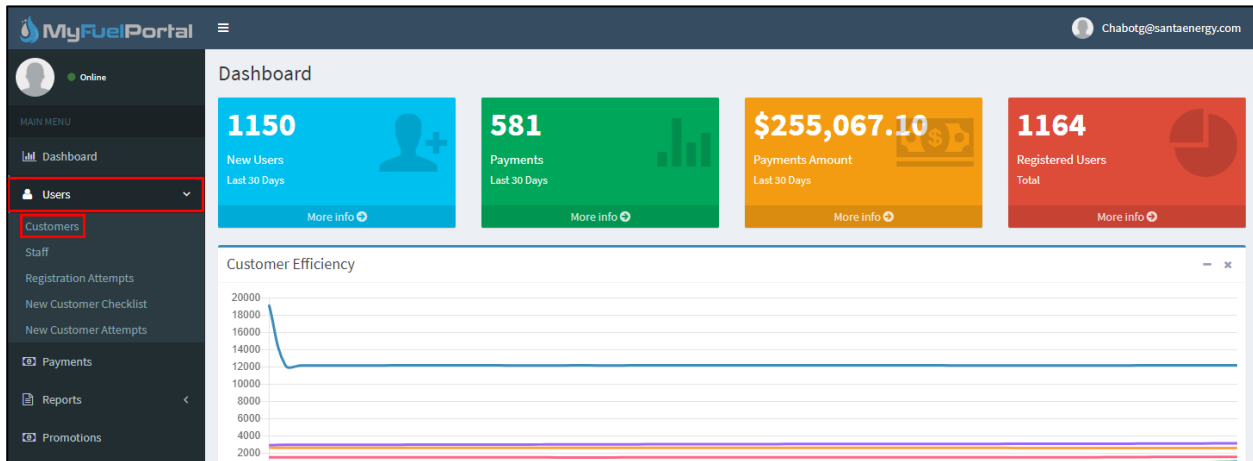 MyFuelPortal
Chabotg@santaenergy.com
Online
MAIN MENU
Dashboard
Users
Customers
Staff
Registration Attempts
New Customer Checklist
New Customer Attempts
Payments
Reports
Promotions
Dashboard
1150
New Users
Last 30 Days
More info
581
Payments
Last 30 Days
More info
$255,067.10
Payments Amount
Last 30 Days
More info
1164
Registered Users
Total
More info
Customer Efficiency
20000
18000
16000
14000
12000
10000
8000
6000
4000
2000